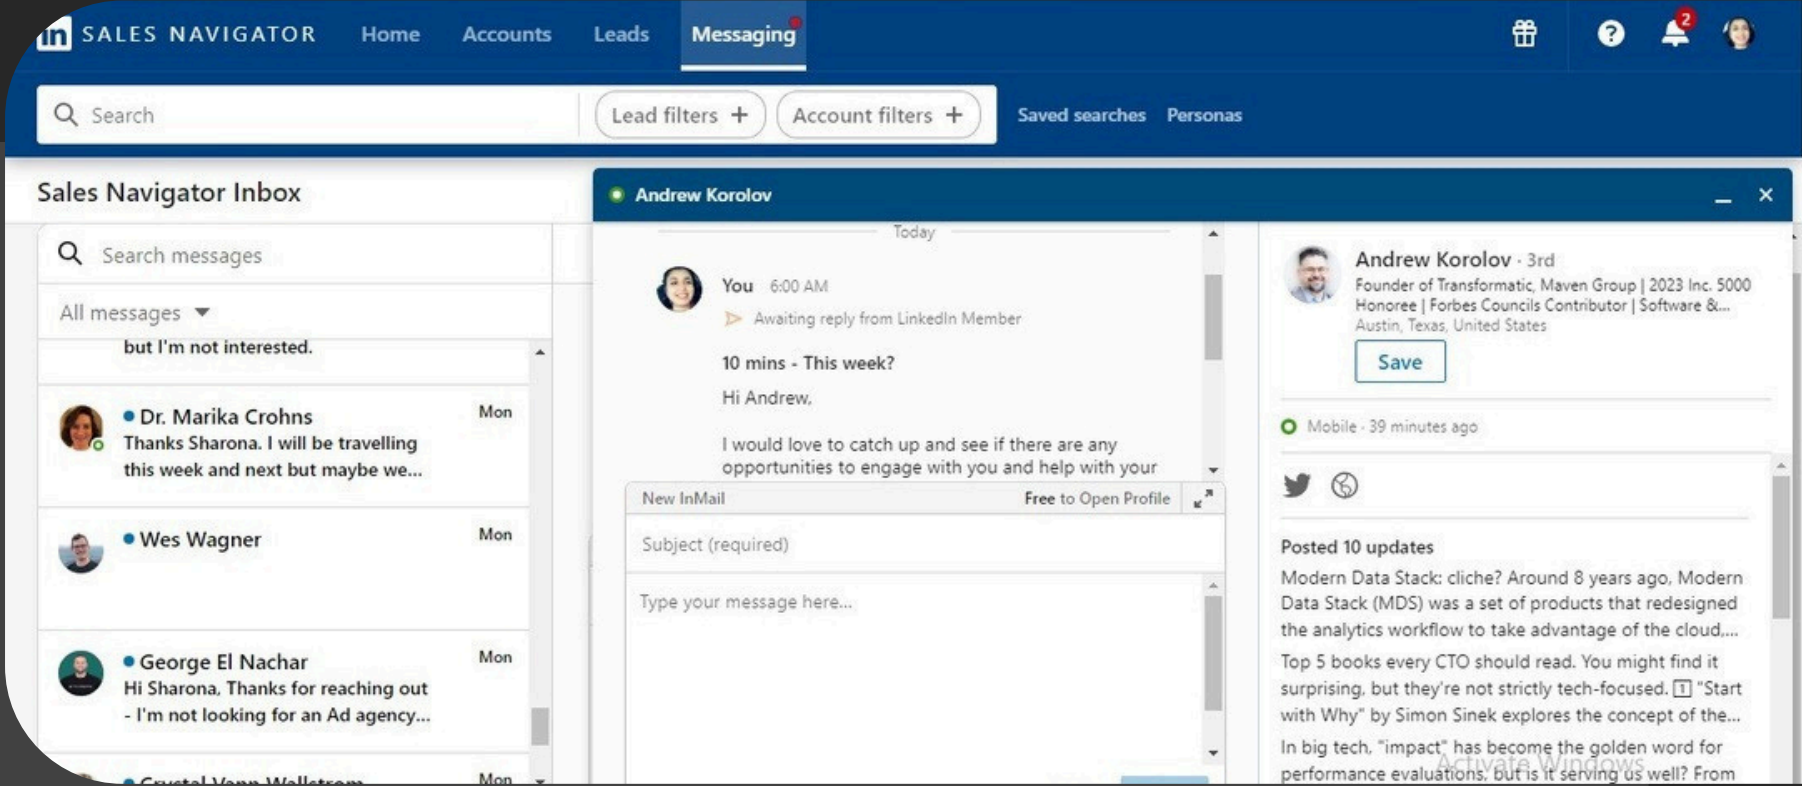 in SALES NAVIGATOR Home Accounts Leads Messaging
2
Search Lead filters + Account filters + Saved searches Personas
Sales Navigator Inbox
Search messages
All messages
but I'm not interested.
Dr. Marika Crohns Mon
Thanks Sharona. I will be travelling
this week and next but maybe we...
Wes Wagner Mon
George El Nachar Mon
Hi Sharona, Thanks for reaching out
- I'm not looking for an Ad agency...
Crystal Vann Wallstrom Mon
Andrew Korolov
Today
You 6:00 AM
Awaiting reply from LinkedIn Member
10 mins - This week?
Hi Andrew,
I would love to catch up and see if there are any
opportunities to engage with you and help with your
New InMail Free to Open Profile
Subject (required)
Type your message here...
Andrew Korolov · 3rd
Founder of Transformatic, Maven Group | 2023 Inc. 5000
Honoree | Forbes Councils Contributor | Software &...
Austin, Texas, United States
Save
Mobile · 39 minutes ago
Posted 10 updates
Modern Data Stack: cliche? Around 8 years ago, Modern
Data Stack (MDS) was a set of products that redesigned
the analytics workflow to take advantage of the cloud,...
Top 5 books every CTO should read. You might find it
surprising, but they're not strictly tech-focused. 1 "Start
with Why" by Simon Sinek explores the concept of the...
In big tech, "impact" has become the golden word for
performance evaluations, but is it serving us well? From
Activate Windows